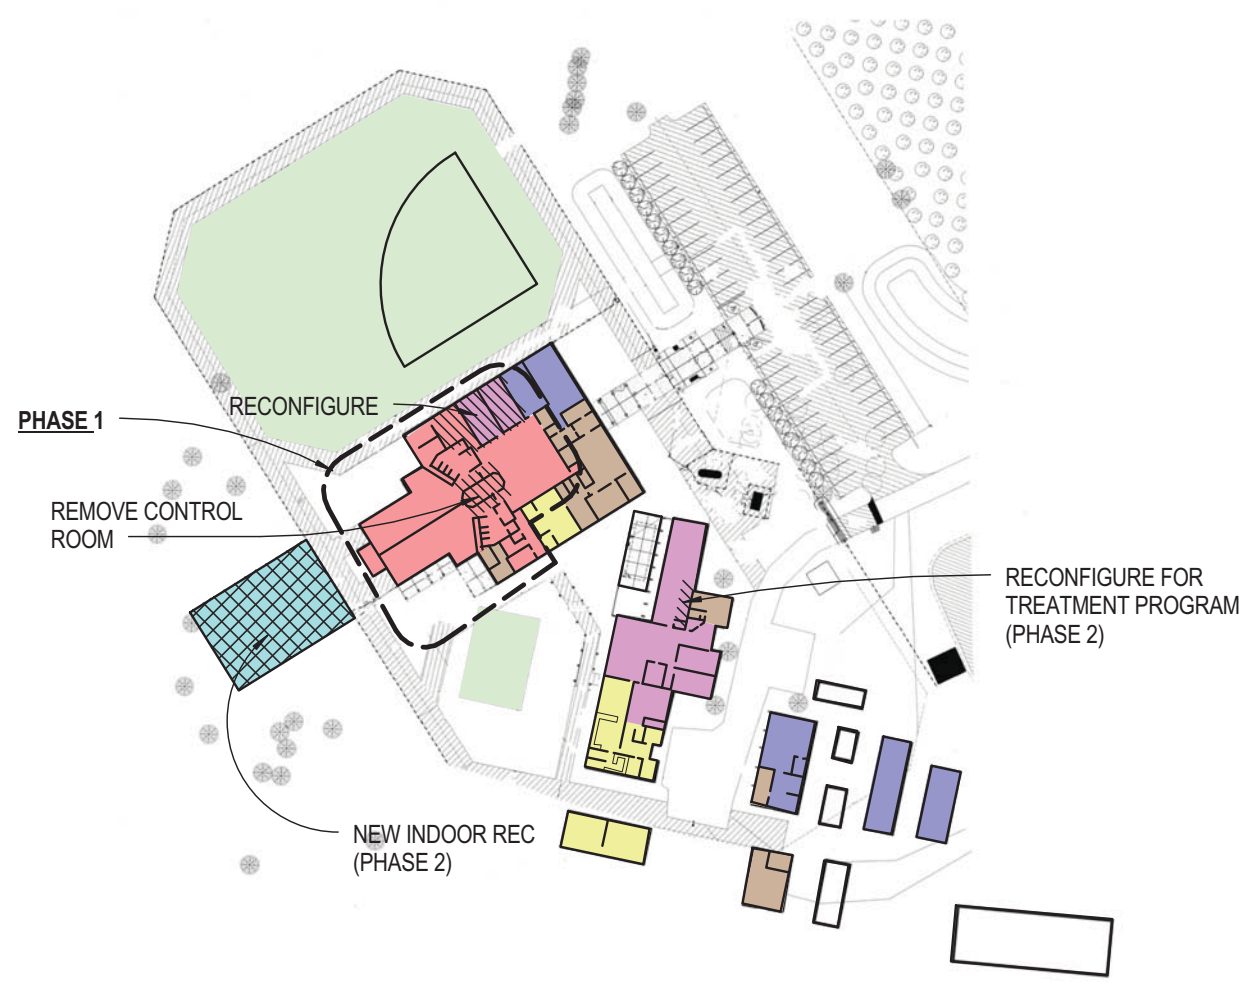 RECONFIGURE
PHASE 1
REMOVE CONTROL
ROOM
RECONFIGURE FOR
TREATMENT PROGRAM
(PHASE 2)
NEW INDOOR REC
(PHASE 2)